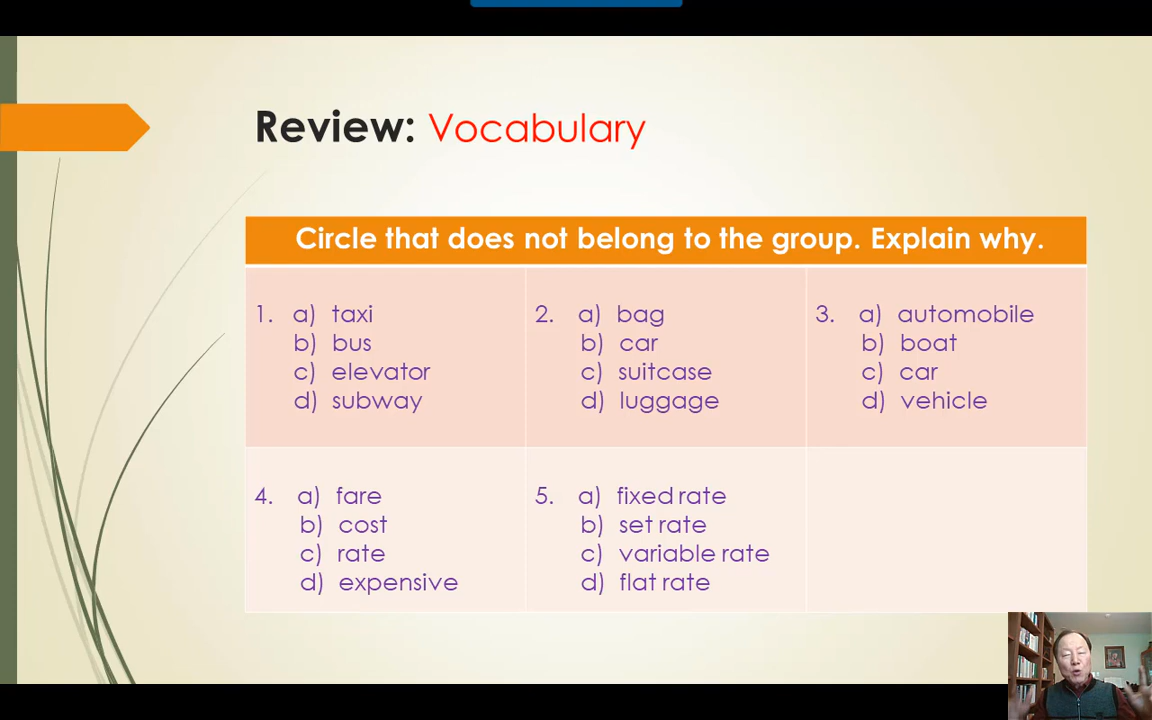 Review: Vocabulary
Circle that does not belong to the group. Explain why.
1. a) taxi
b) bus
c) elevator
d) subway
2. a) bag
b) car
c) suitcase
d) luggage
3. a) automobile
b) boat
c) car
d) vehicle
4. a) fare
b) cost
c) rate
d) expensive
5. a) fixed rate
b) set rate
c) variable rate
d) flat rate